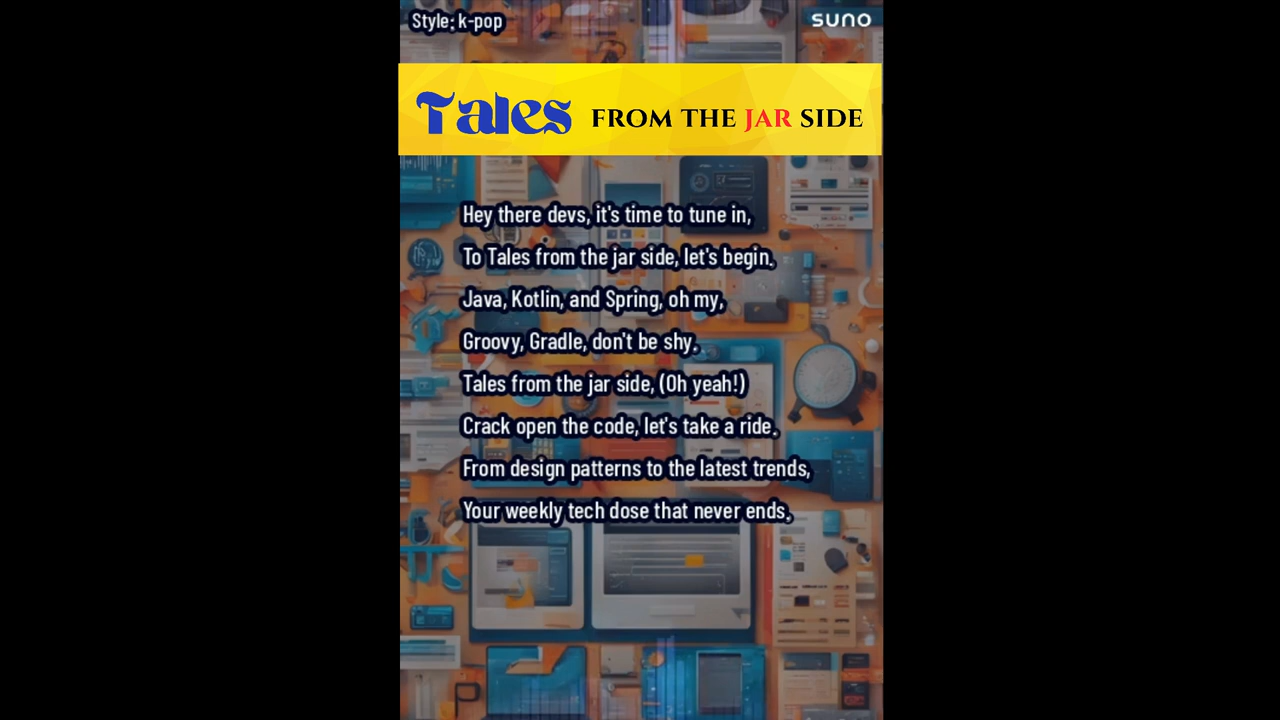 Style: k-pop
SUNO
Tales FROM THE JAR SIDE
Hey there devs, it's time to tune in,
To Tales from the jar side, let's begin.
Java, Kotlin, and Spring, oh my,
Groovy, Gradle, don't be shy.
Tales from the jar side, (Oh yeah!)
Crack open the code, let's take a ride.
From design patterns to the latest trends,
Your weekly tech dose that never ends.